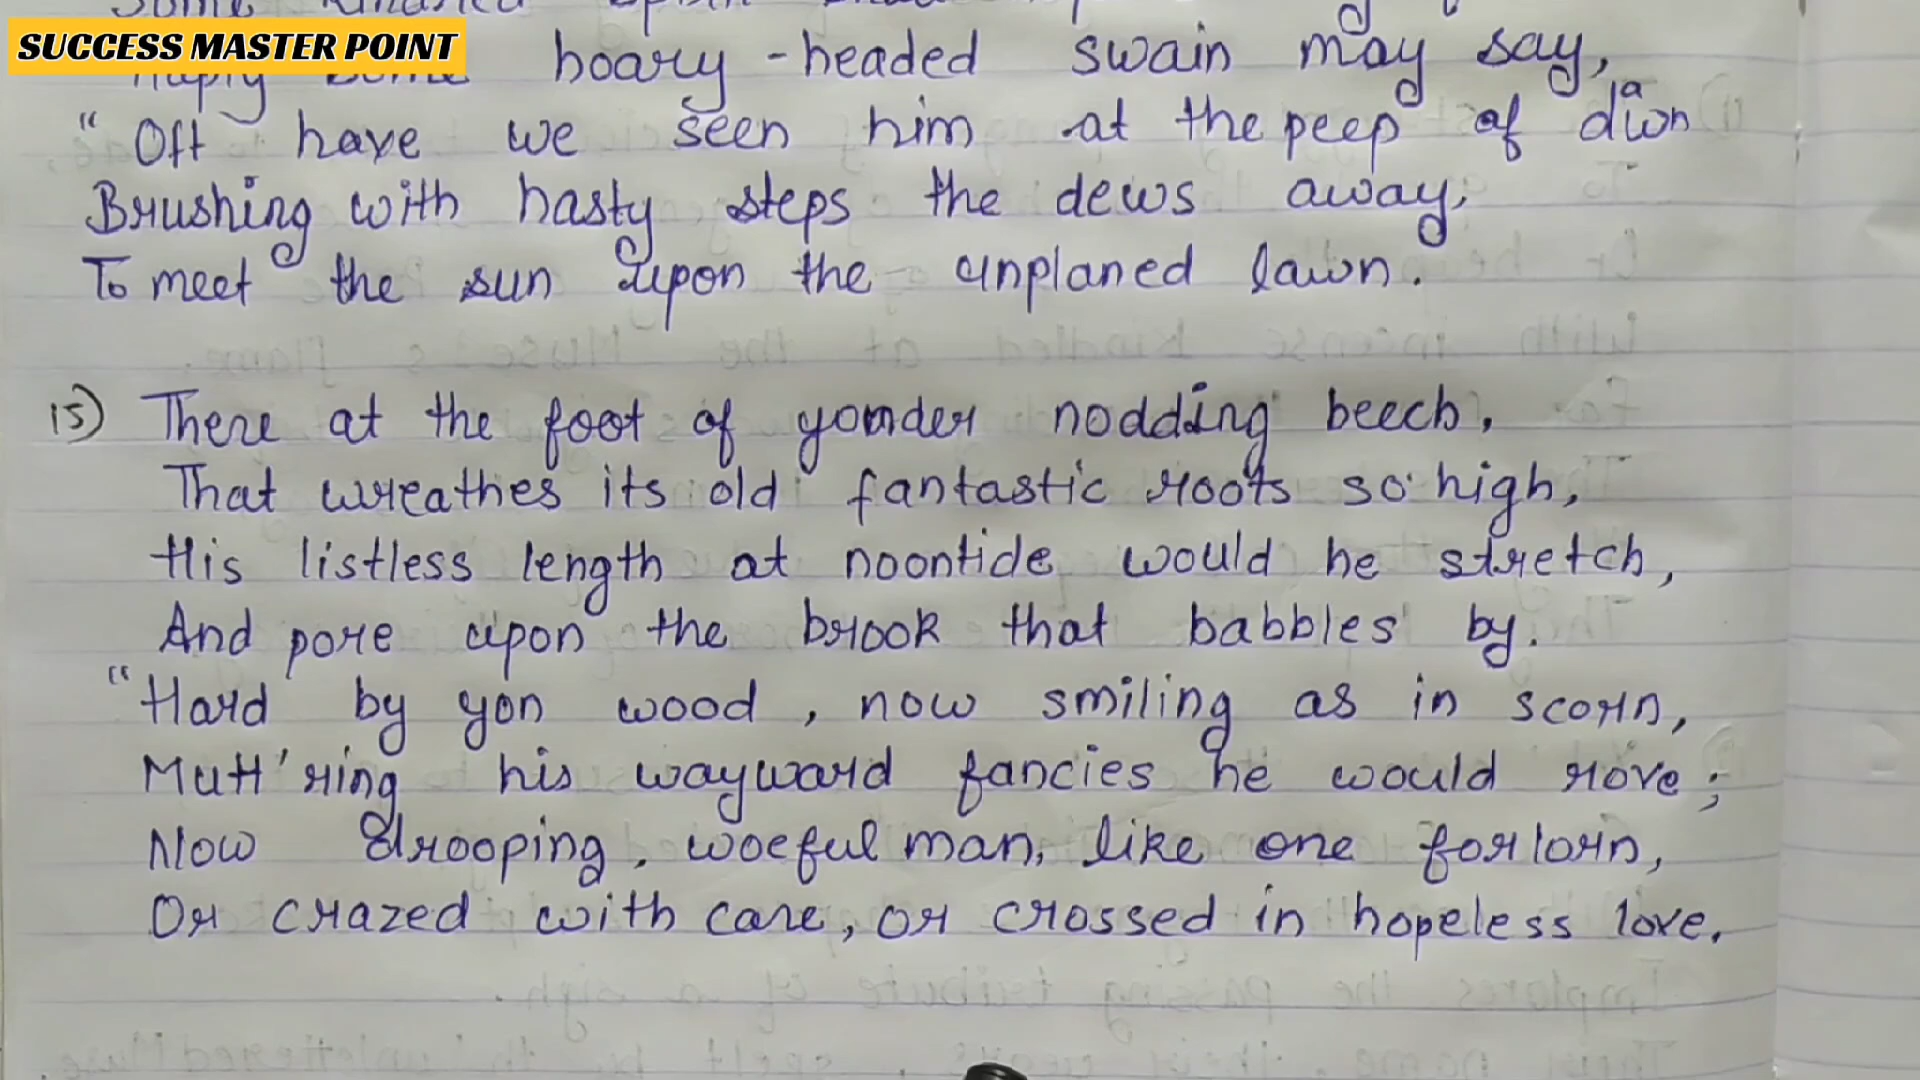 SUCCESS MASTER POINT
hoary-headed swain may say,
"Oft have we seen him at the peep of dawn
Brushing with hasty steps the dews away,
To meet the sun upon the unplaned lawn.
15) There at the foot of yonder nodding beech,
That wreathes its old fantastic roots so high,
His listless length at noontide would he stretch,
And pore upon the brook that babbles by.
"Hard by yon wood, now smiling as in scorn,
Mutt'ring his wayward fancies he would rove;
Now drooping, woeful man, like one forlorn,
Or crazed with care, or crossed in hopeless love.